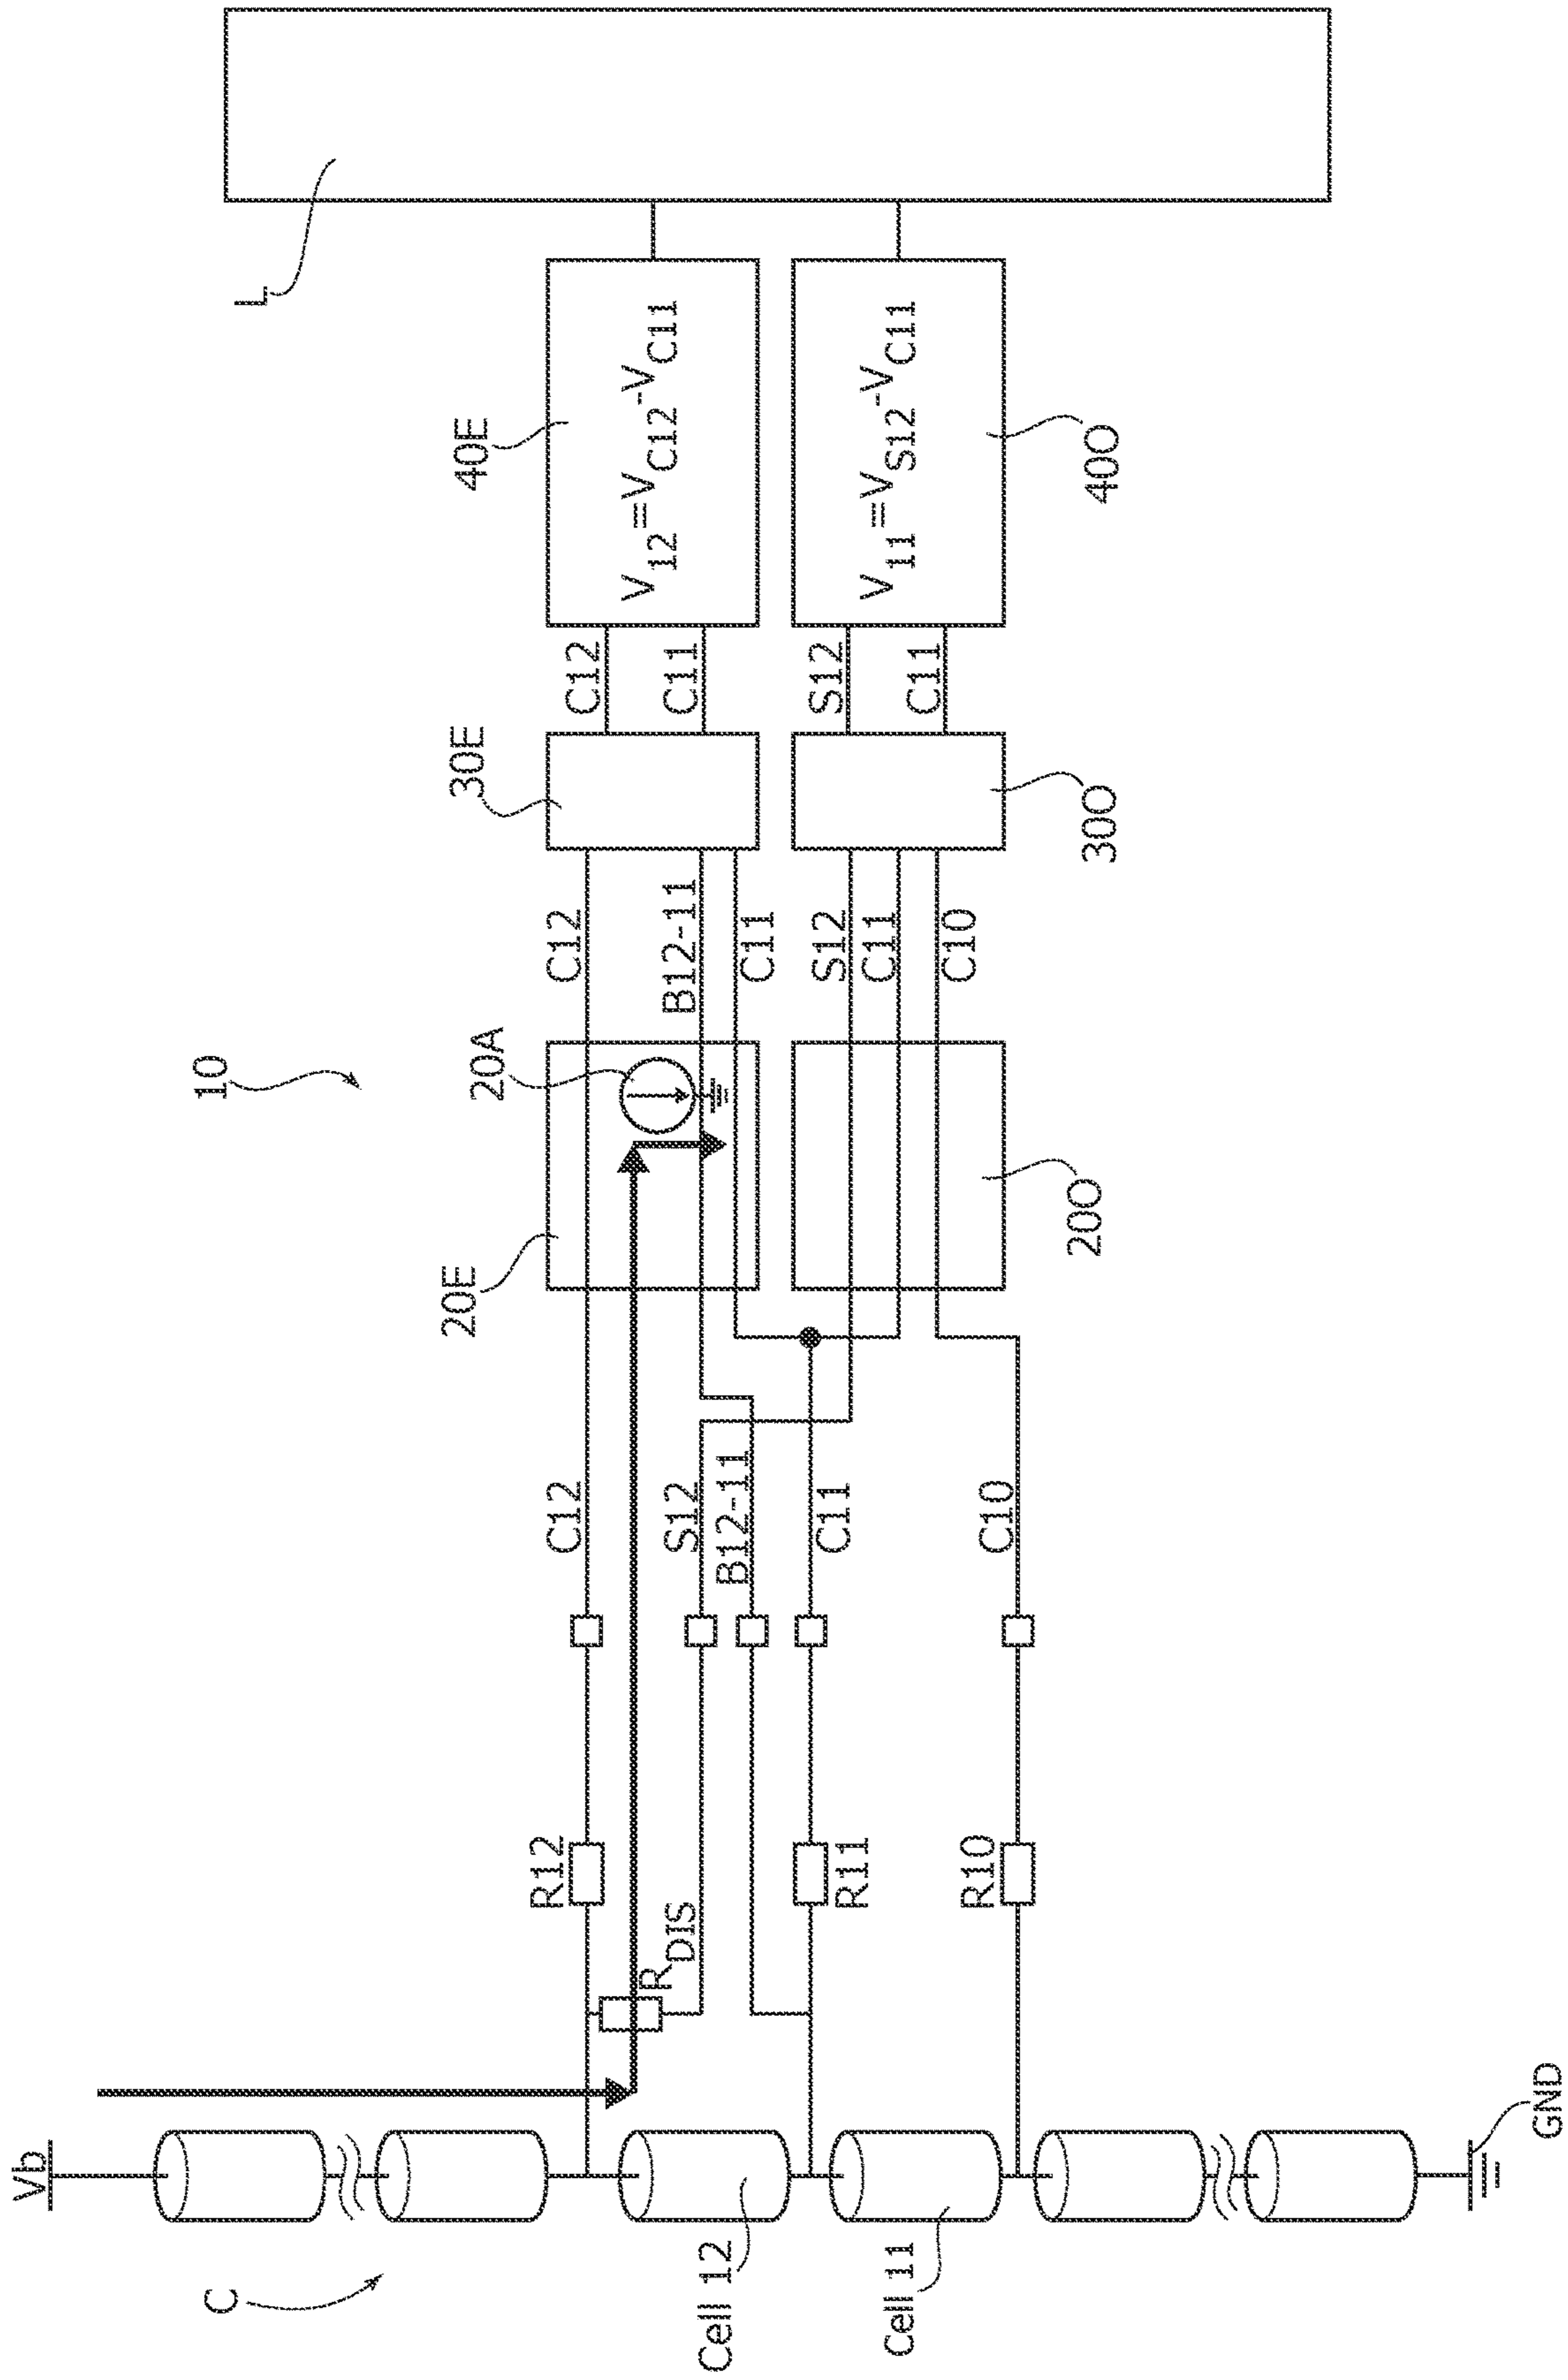 Vb
C
Cell 12
Cell 11
GND
R12
R_DIS
R11
R10
C12
S12
B12-11
C11
C10
10
20E
20A
20O
C12
B12-11
C11
S12
C11
C10
30E
30O
C12
C11
S12
C11
40E
V12=VC12-VC11
V11=VS12-VC11
40O
L